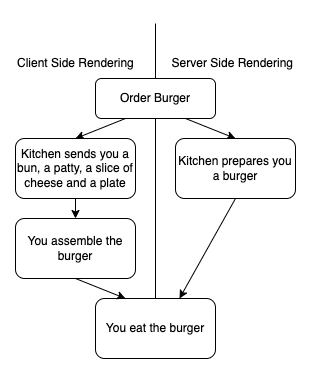 Client Side Rendering
Server Side Rendering
Order Burger
Kitchen sends you a
bun, a patty, a slice of
cheese and a plate
Kitchen prepares you
a burger
You assemble the
burger
You eat the burger